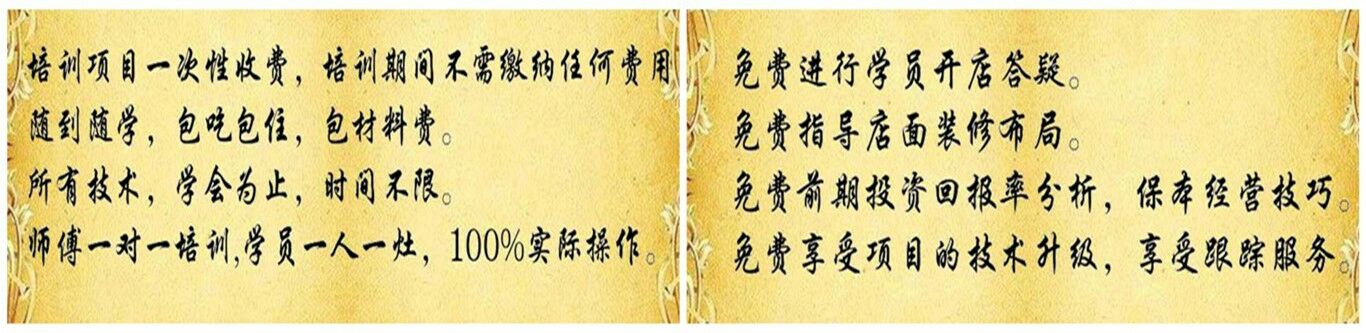 培训项目一次性收费，培训期间不需缴纳任何费用
随到随学，包吃包住，包材料费。
所有技术，学会为止，时间不限。
师傅一对一培训,学员一人一灶，100%实际操作。
免费进行学员开店答疑。
免费指导店面装修布局。
免费前期投资回报率分析，保本经营技巧。
免费享受项目的技术升级，享受跟踪服务。